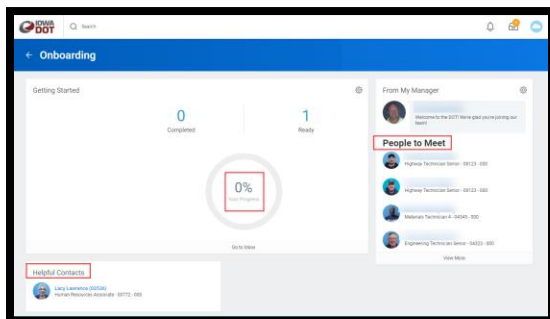 IOWA
DOT
Search
← Onboarding
Getting Started
0
Completed
1
Ready
0%
Your Progress
Go to Inbox
From My Manager
Welcome to the DOT! We're glad you're joining our
team!
People to Meet
Highway Technician Senior - 08123 - 000
Highway Technician Senior - 08123 - 000
Materials Technician 4 - 04345 - 000
Engineering Technician Senior - 04322 - 000
View More
Helpful Contacts
Lacy Lawrence (02526)
Human Resources Associate - 00772 - 003